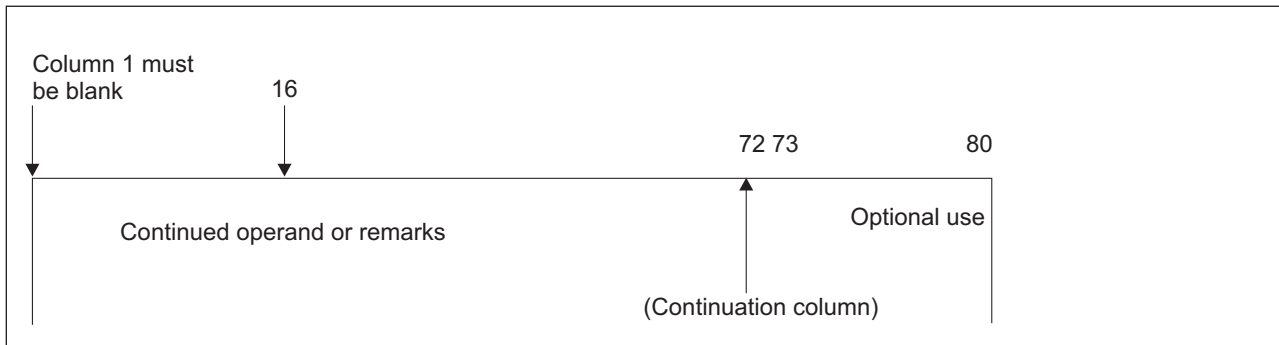 Column 1 must
be blank
16
72 73
80
Continued operand or remarks
Optional use
(Continuation column)